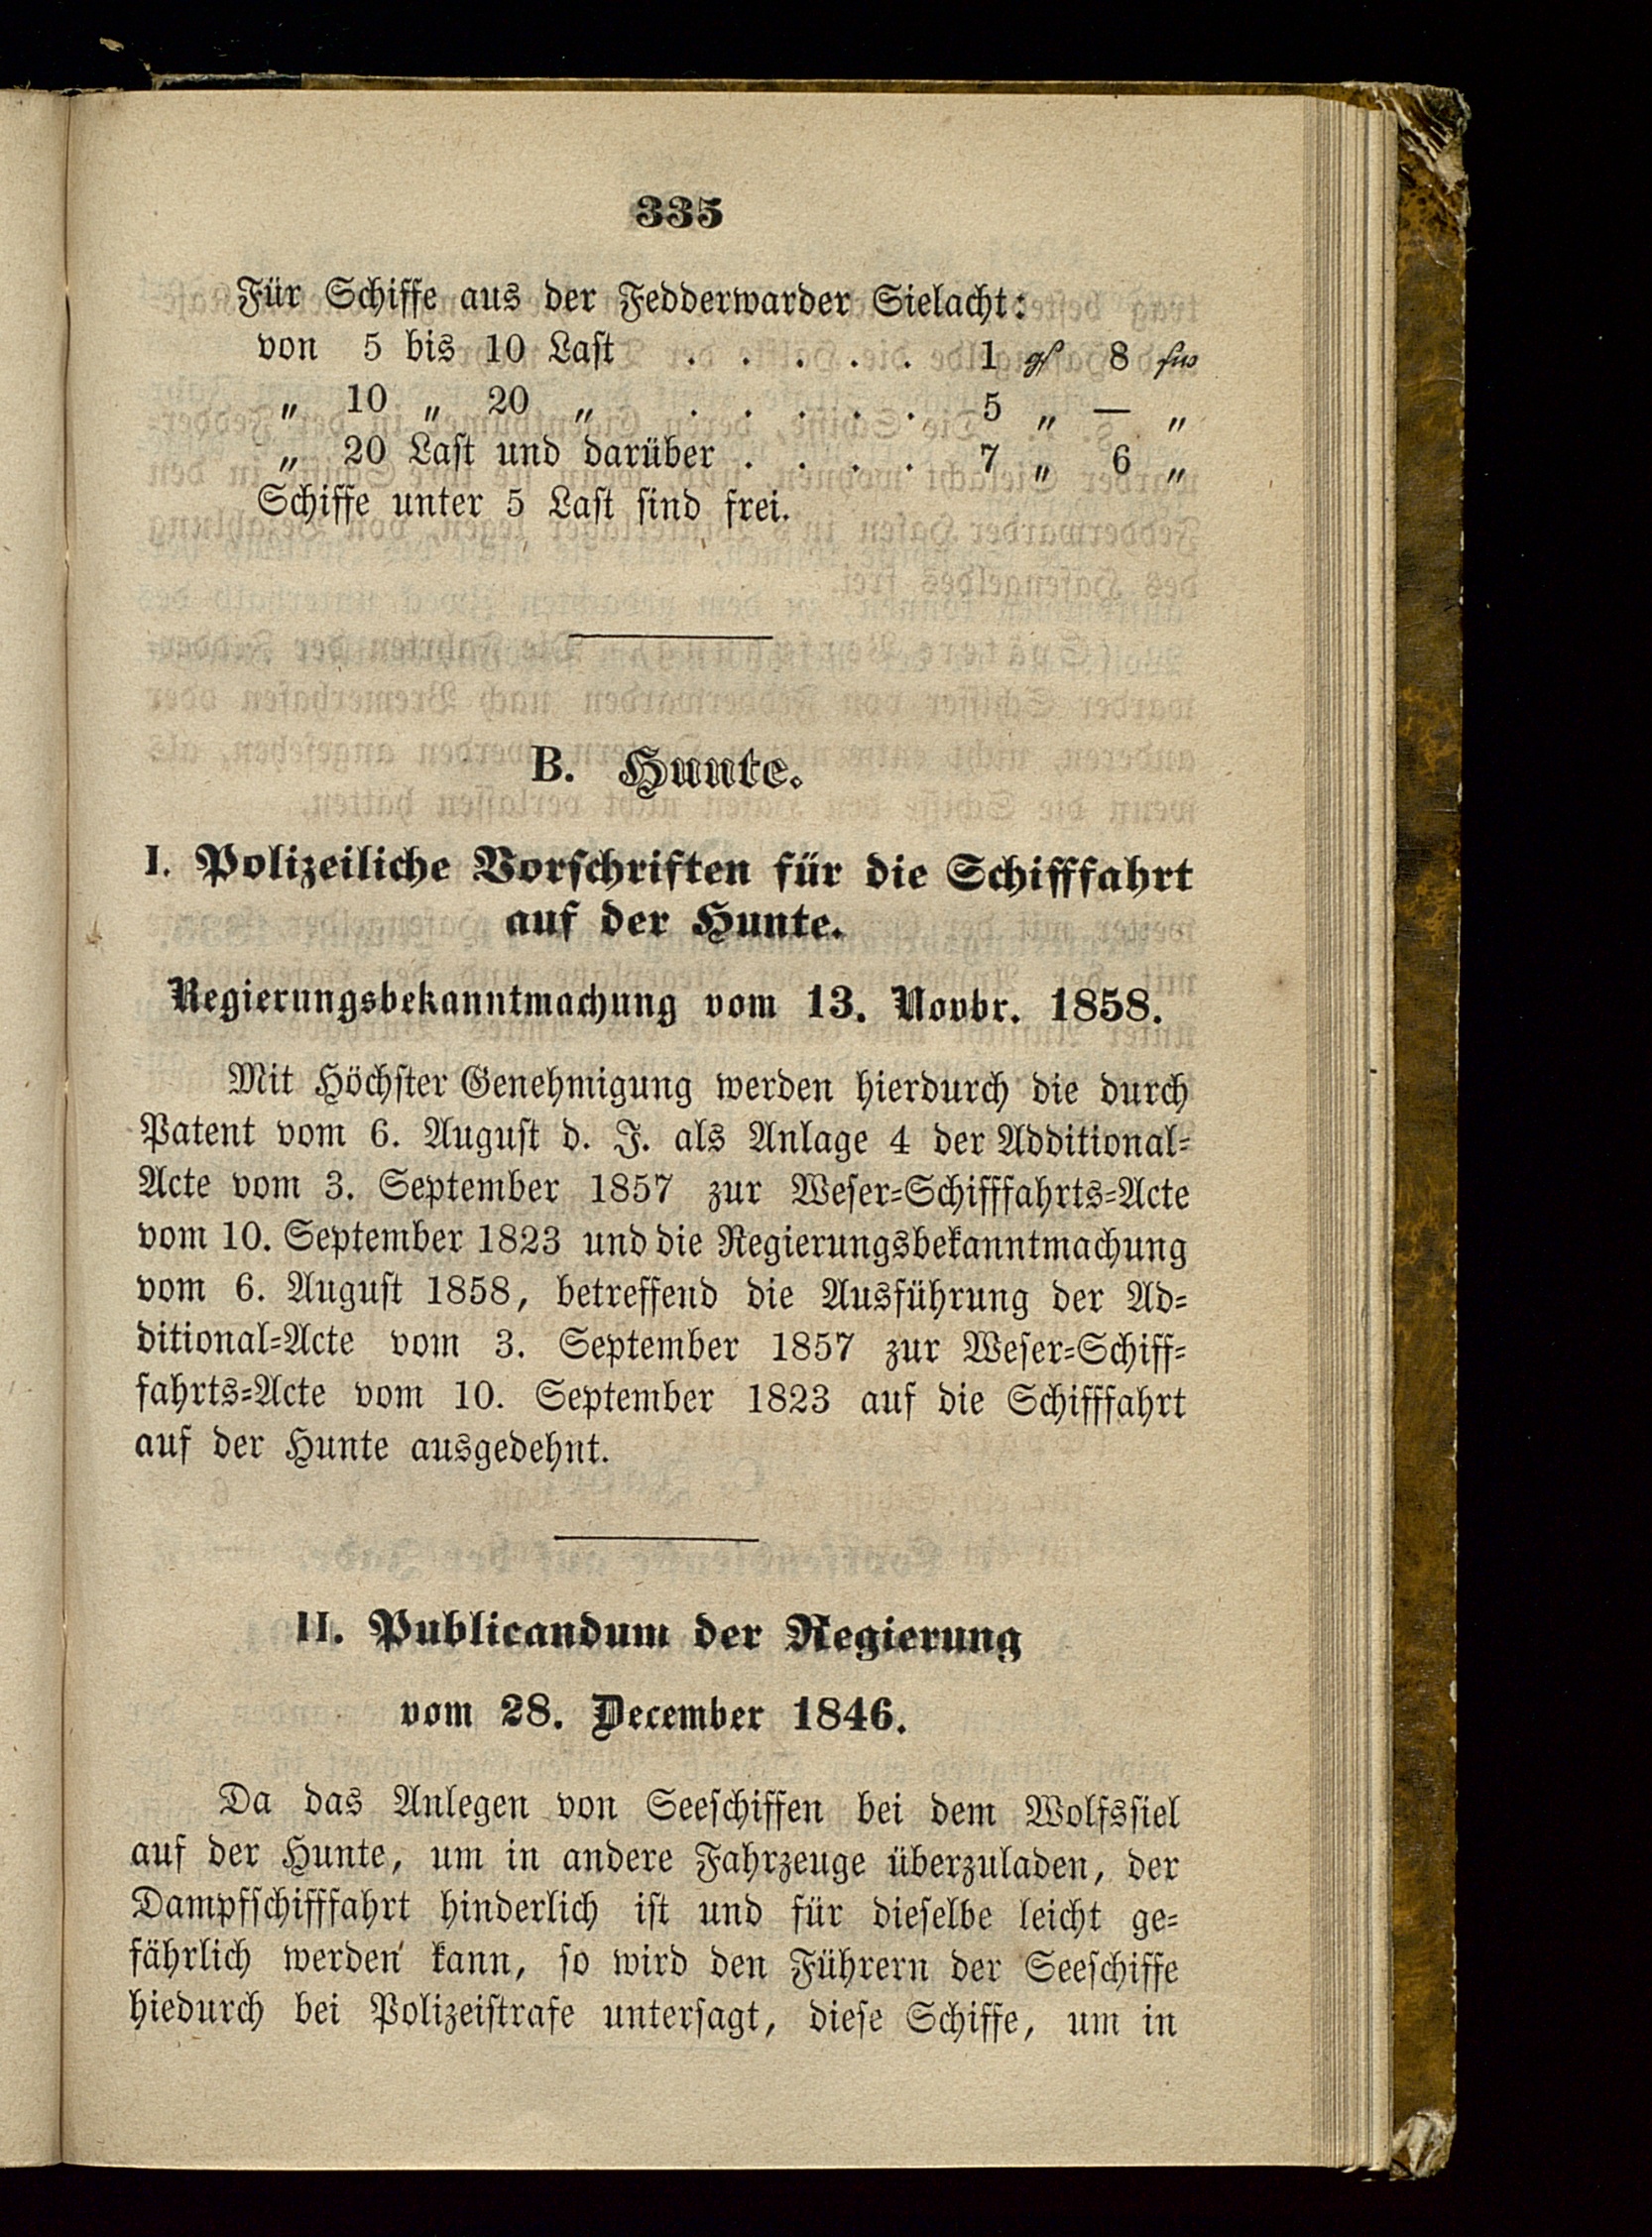 335
Für Schiffe aus der Fedderwarder Sielacht:
von 5 bis 10 Last . . . . . 1 gſ 8 sw
„ 10 „ 20 „ . . . . . 5 „ — „
„ 20 Last und darüber . . . . 7 „ 6 „
Schiffe unter 5 Last sind frei.
B. Hunte.
I. Polizeiliche Vorschriften für die Schifffahrt
auf der Hunte.
Regierungsbekanntmachung vom 13. Novbr. 1858.
Mit Höchster Genehmigung werden hierdurch die durch
Patent vom 6. August d. J. als Anlage 4 der Additional-
Acte vom 3. September 1857 zur Weser-Schifffahrts-Acte
vom 10. September 1823 und die Regierungsbekanntmachung
vom 6. August 1858, betreffend die Ausführung der Ad-
ditional-Acte vom 3. September 1857 zur Weser-Schiff-
fahrts-Acte vom 10. September 1823 auf die Schifffahrt
auf der Hunte ausgedehnt.
II. Publicandum der Regierung
vom 28. December 1846.
Da das Anlegen von Seeschiffen bei dem Wolfssiel
auf der Hunte, um in andere Fahrzeuge überzuladen, der
Dampfschifffahrt hinderlich ist und für dieselbe leicht ge-
fährlich werden kann, so wird den Führern der Seeschiffe
hiedurch bei Polizeistrafe untersagt, diese Schiffe, um in